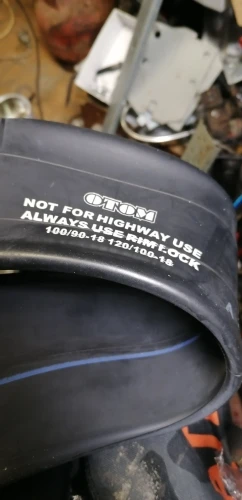 OTOM
NOT FOR HIGHWAY USE
ALWAYS USE RIM LOCK
100/90-18 120/100-18